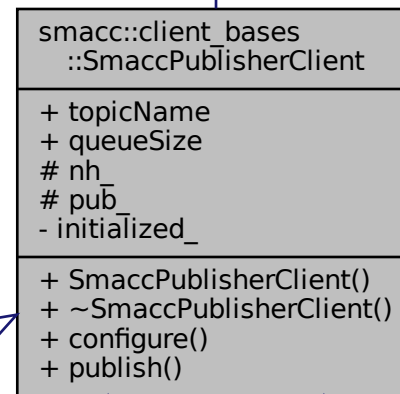 smacc::client_bases
::SmaccPublisherClient
+ topicName
+ queueSize
# nh_
# pub_
- initialized_
+ SmaccPublisherClient()
+ ~SmaccPublisherClient()
+ configure()
+ publish()